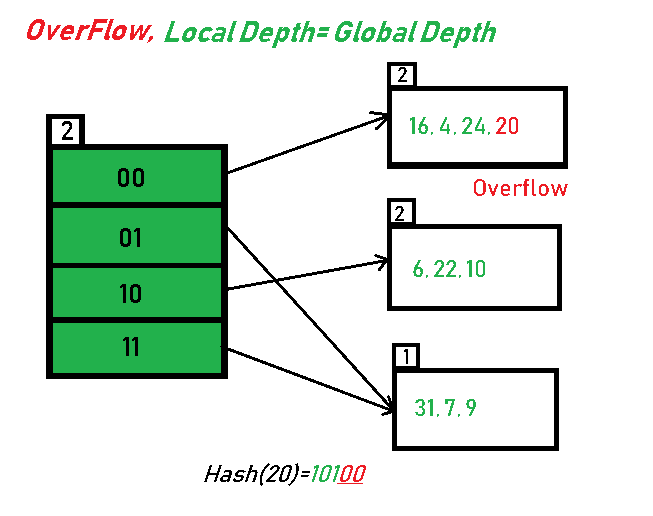 OverFlow, Local Depth= Global Depth
2
00
01
10
11
2
16, 4, 24, 20
Overflow
2
6, 22, 10
1
31, 7, 9
Hash(20)=10100